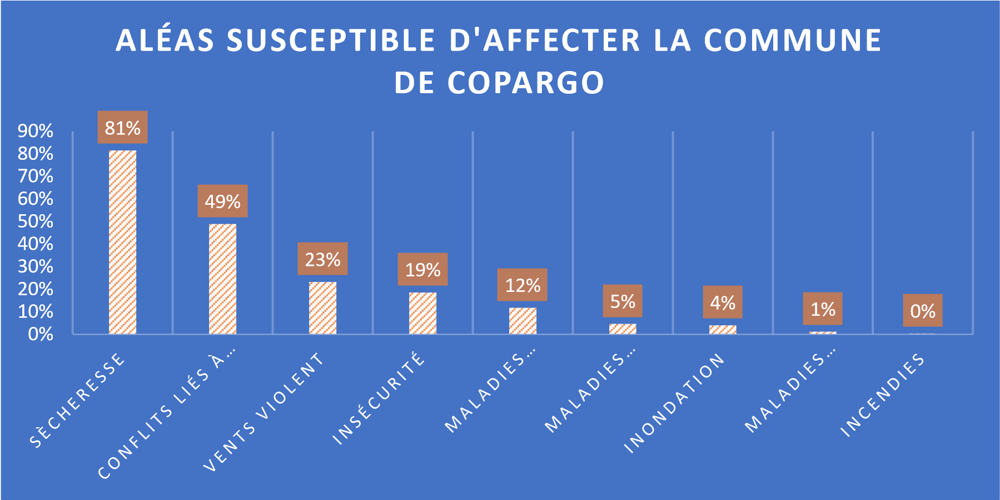 ALÉAS SUSCEPTIBLE D'AFFECTER LA COMMUNE
DE COPARGO
90%
80%
70%
60%
50%
40%
30%
20%
10%
0%
81%
49%
23%
19%
12%
5%
4%
1%
0%
SÈCHERESSE
CONFLITS LIÉS À...
VENTS VIOLENT
INSÉCURITÉ
MALADIES...
MALADIES...
INONDATION
MALADIES...
INCENDIES